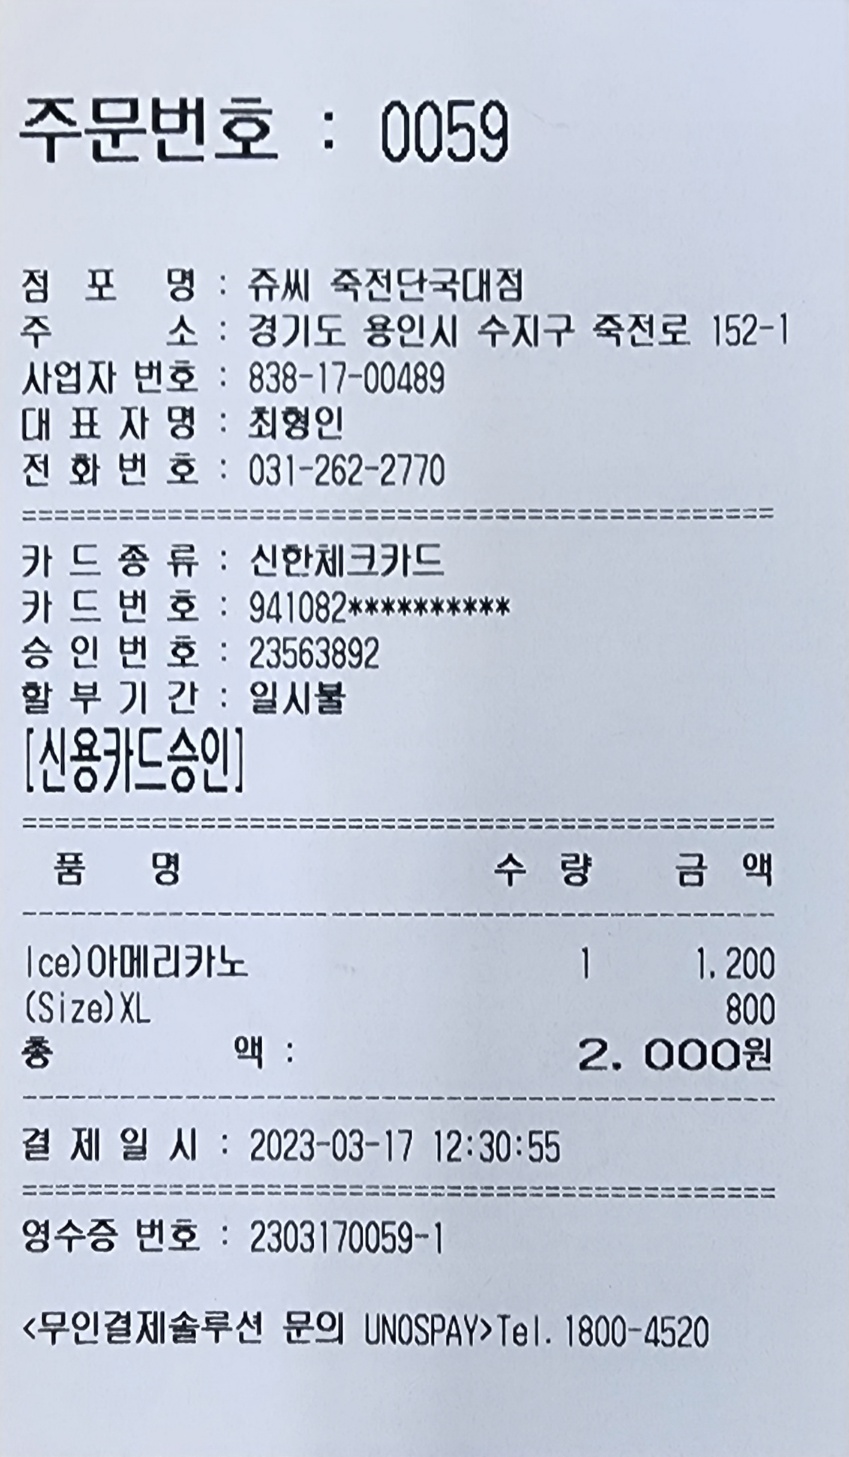 주문번호 : 0059
점 포 명 : 쥬씨 죽전단국대점
주 소 : 경기도 용인시 수지구 죽전로 152-1
사업자 번호 : 838-17-00489
대 표 자 명 : 최형인
전 화 번 호 : 031-262-2770
===============================================
카 드 종 류 : 신한체크카드
카 드 번 호 : 941082**********
승 인 번 호 : 23563892
할 부 기 간 : 일시불
[신용카드승인]
===============================================
품 명 수 량 금 액
-----------------------------------------------
Ice)아메리카노 1 1.200
(Size)XL 800
총 액 : 2. 000원
-----------------------------------------------
결 제 일 시 : 2023-03-17 12:30:55
===============================================
영수증 번호 : 2303170059-1
<무인결제솔루션 문의 UNOSPAY>Tel. 1800-4520